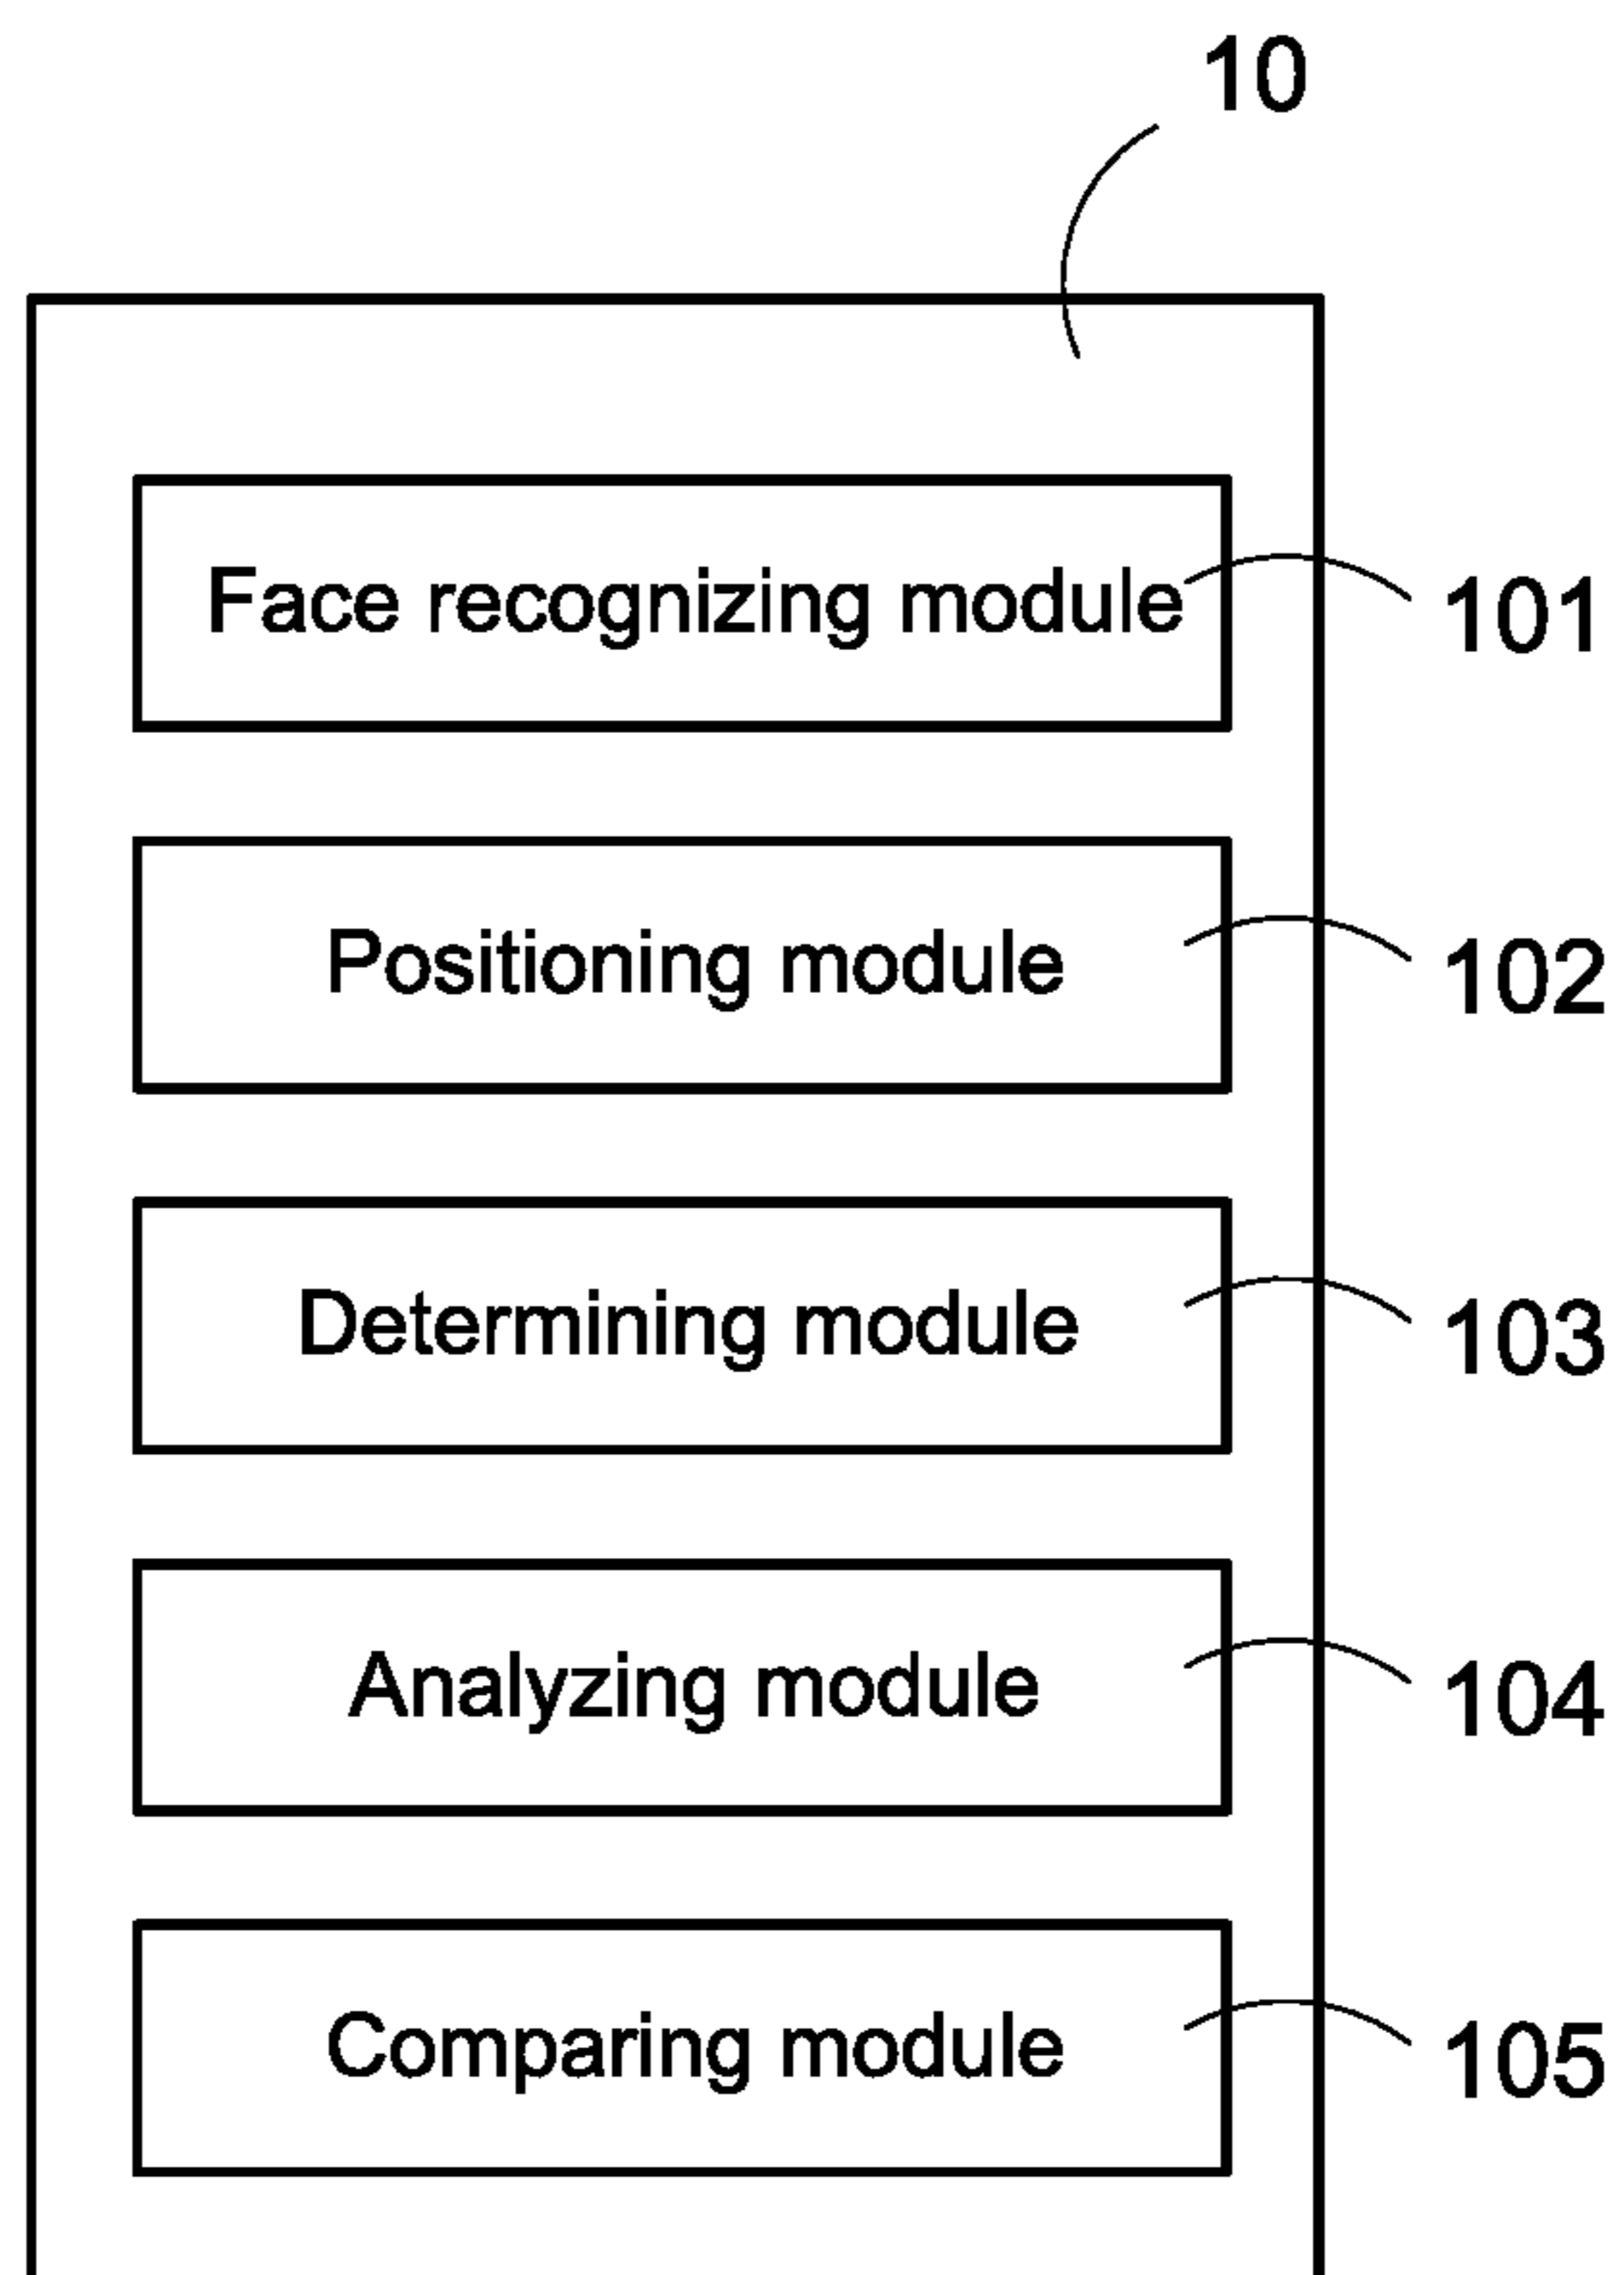 10
Face recognizing module 101
Positioning module 102
Determining module 103
Analyzing module 104
Comparing module 105